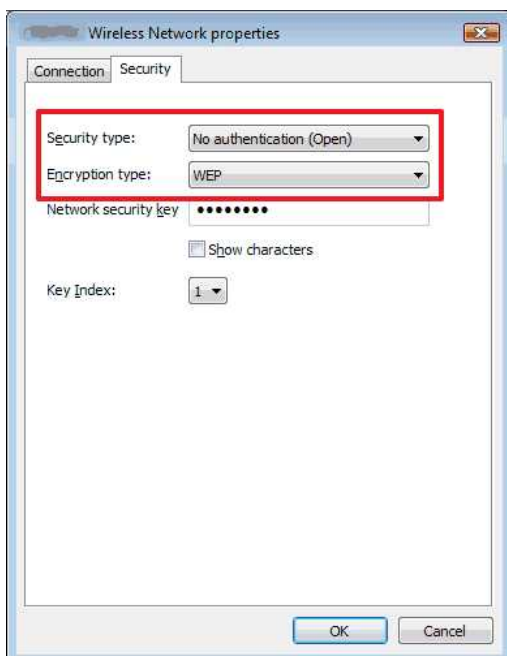 Wireless Network properties
Connection Security
Security type: No authentication (Open)
Encryption type: WEP
Network security key ●●●●●●●●
Show characters
Key Index: 1
OK Cancel